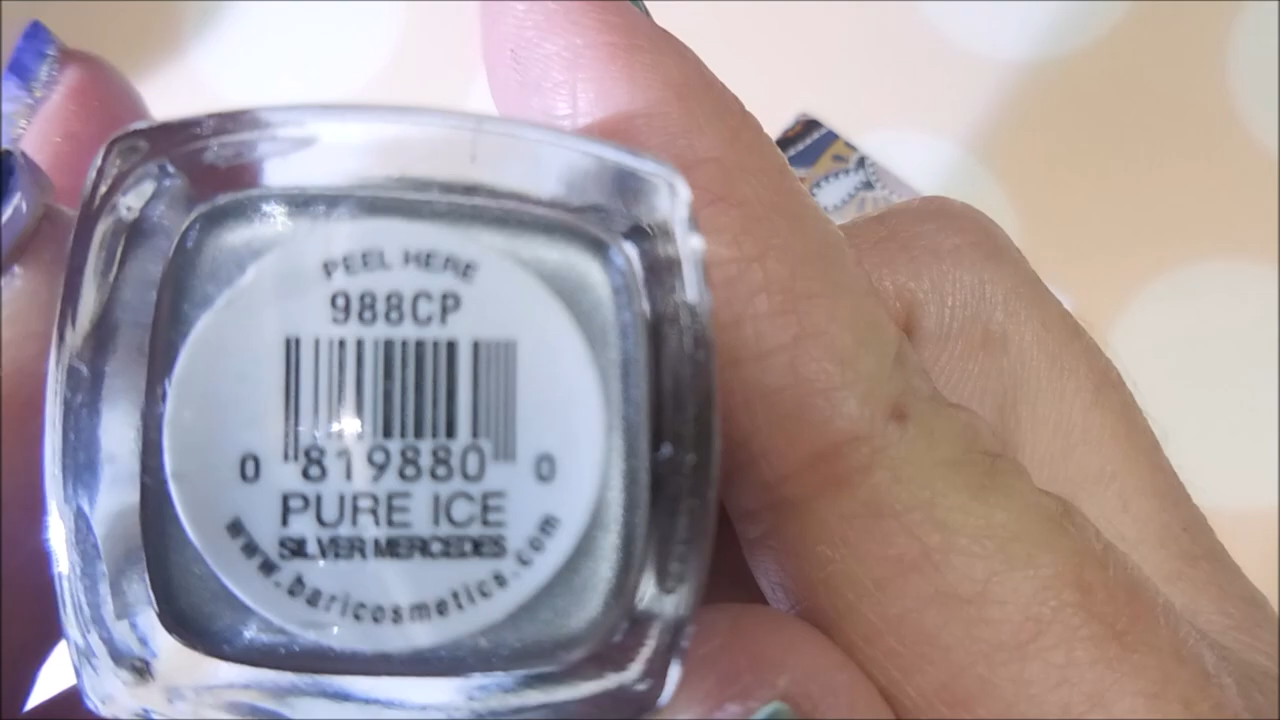 PEEL HERE
988CP
0 819880 0
PURE ICE
SILVER MERCEDES
www.baricosmetics.com